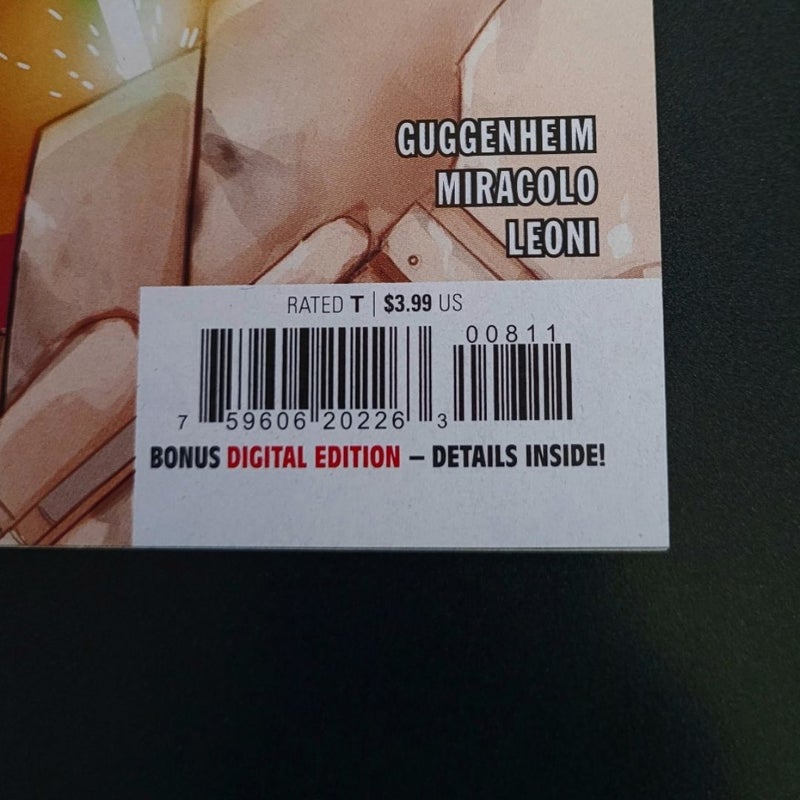 GUGGENHEIM
MIRACOLO
LEONI
RATED T | $3.99 US
00811
7 59606 20226 3
BONUS DIGITAL EDITION – DETAILS INSIDE!